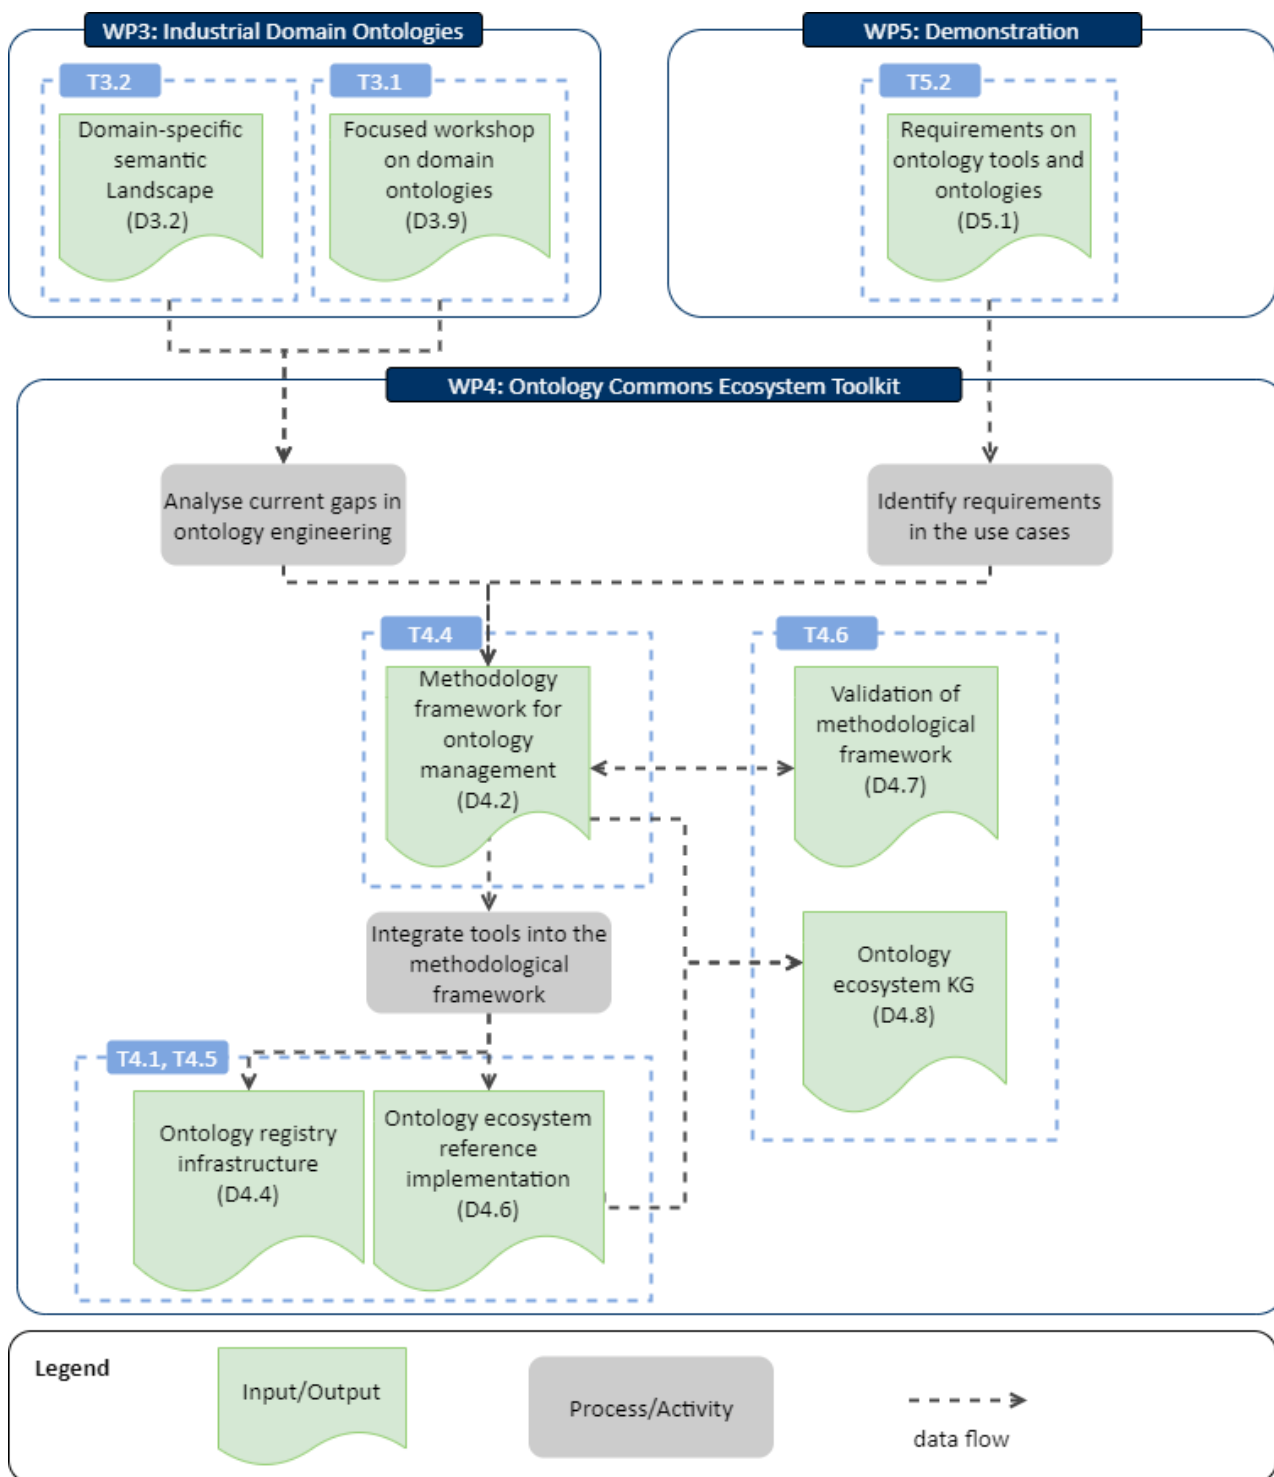 WP3: Industrial Domain Ontologies
T3.2
Domain-specific
semantic
Landscape
(D3.2)
T3.1
Focused workshop
on domain
ontologies
(D3.9)
WP5: Demonstration
T5.2
Requirements on
ontology tools and
ontologies
(D5.1)
WP4: Ontology Commons Ecosystem Toolkit
Analyse current gaps in
ontology engineering
Identify requirements
in the use cases
T4.4
Methodology
framework for
ontology
management
(D4.2)
T4.6
Validation of
methodological
framework
(D4.7)
Integrate tools into the
methodological
framework
Ontology
ecosystem KG
(D4.8)
T4.1, T4.5
Ontology registry
infrastructure
(D4.4)
Ontology ecosystem
reference
implementation
(D4.6)
Legend
Input/Output
Process/Activity
data flow